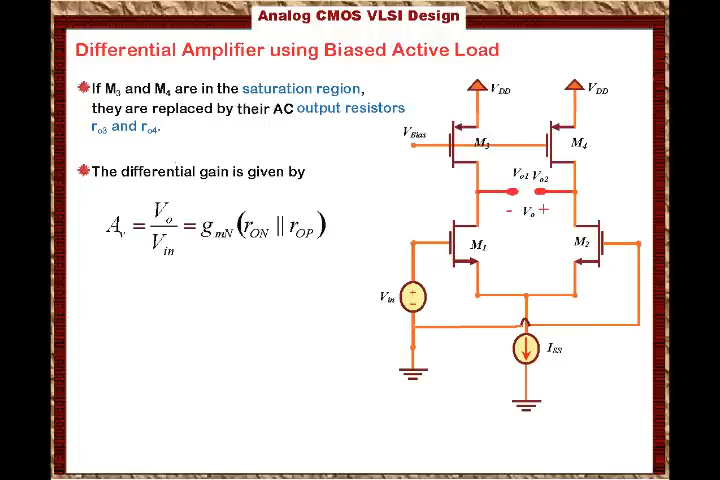 Analog CMOS VLSI Design
Differential Amplifier using Biased Active Load
If M3 and M4 are in the saturation region,
they are replaced by their AC output resistors
ro3 and ro4.
The differential gain is given by
Av = Vo / Vin = gmN (rON || rOP)
VDD VDD
VBias
M3 M4
Vo1 Vo2
- Vo +
M1 M2
Vin
+
−
ISS